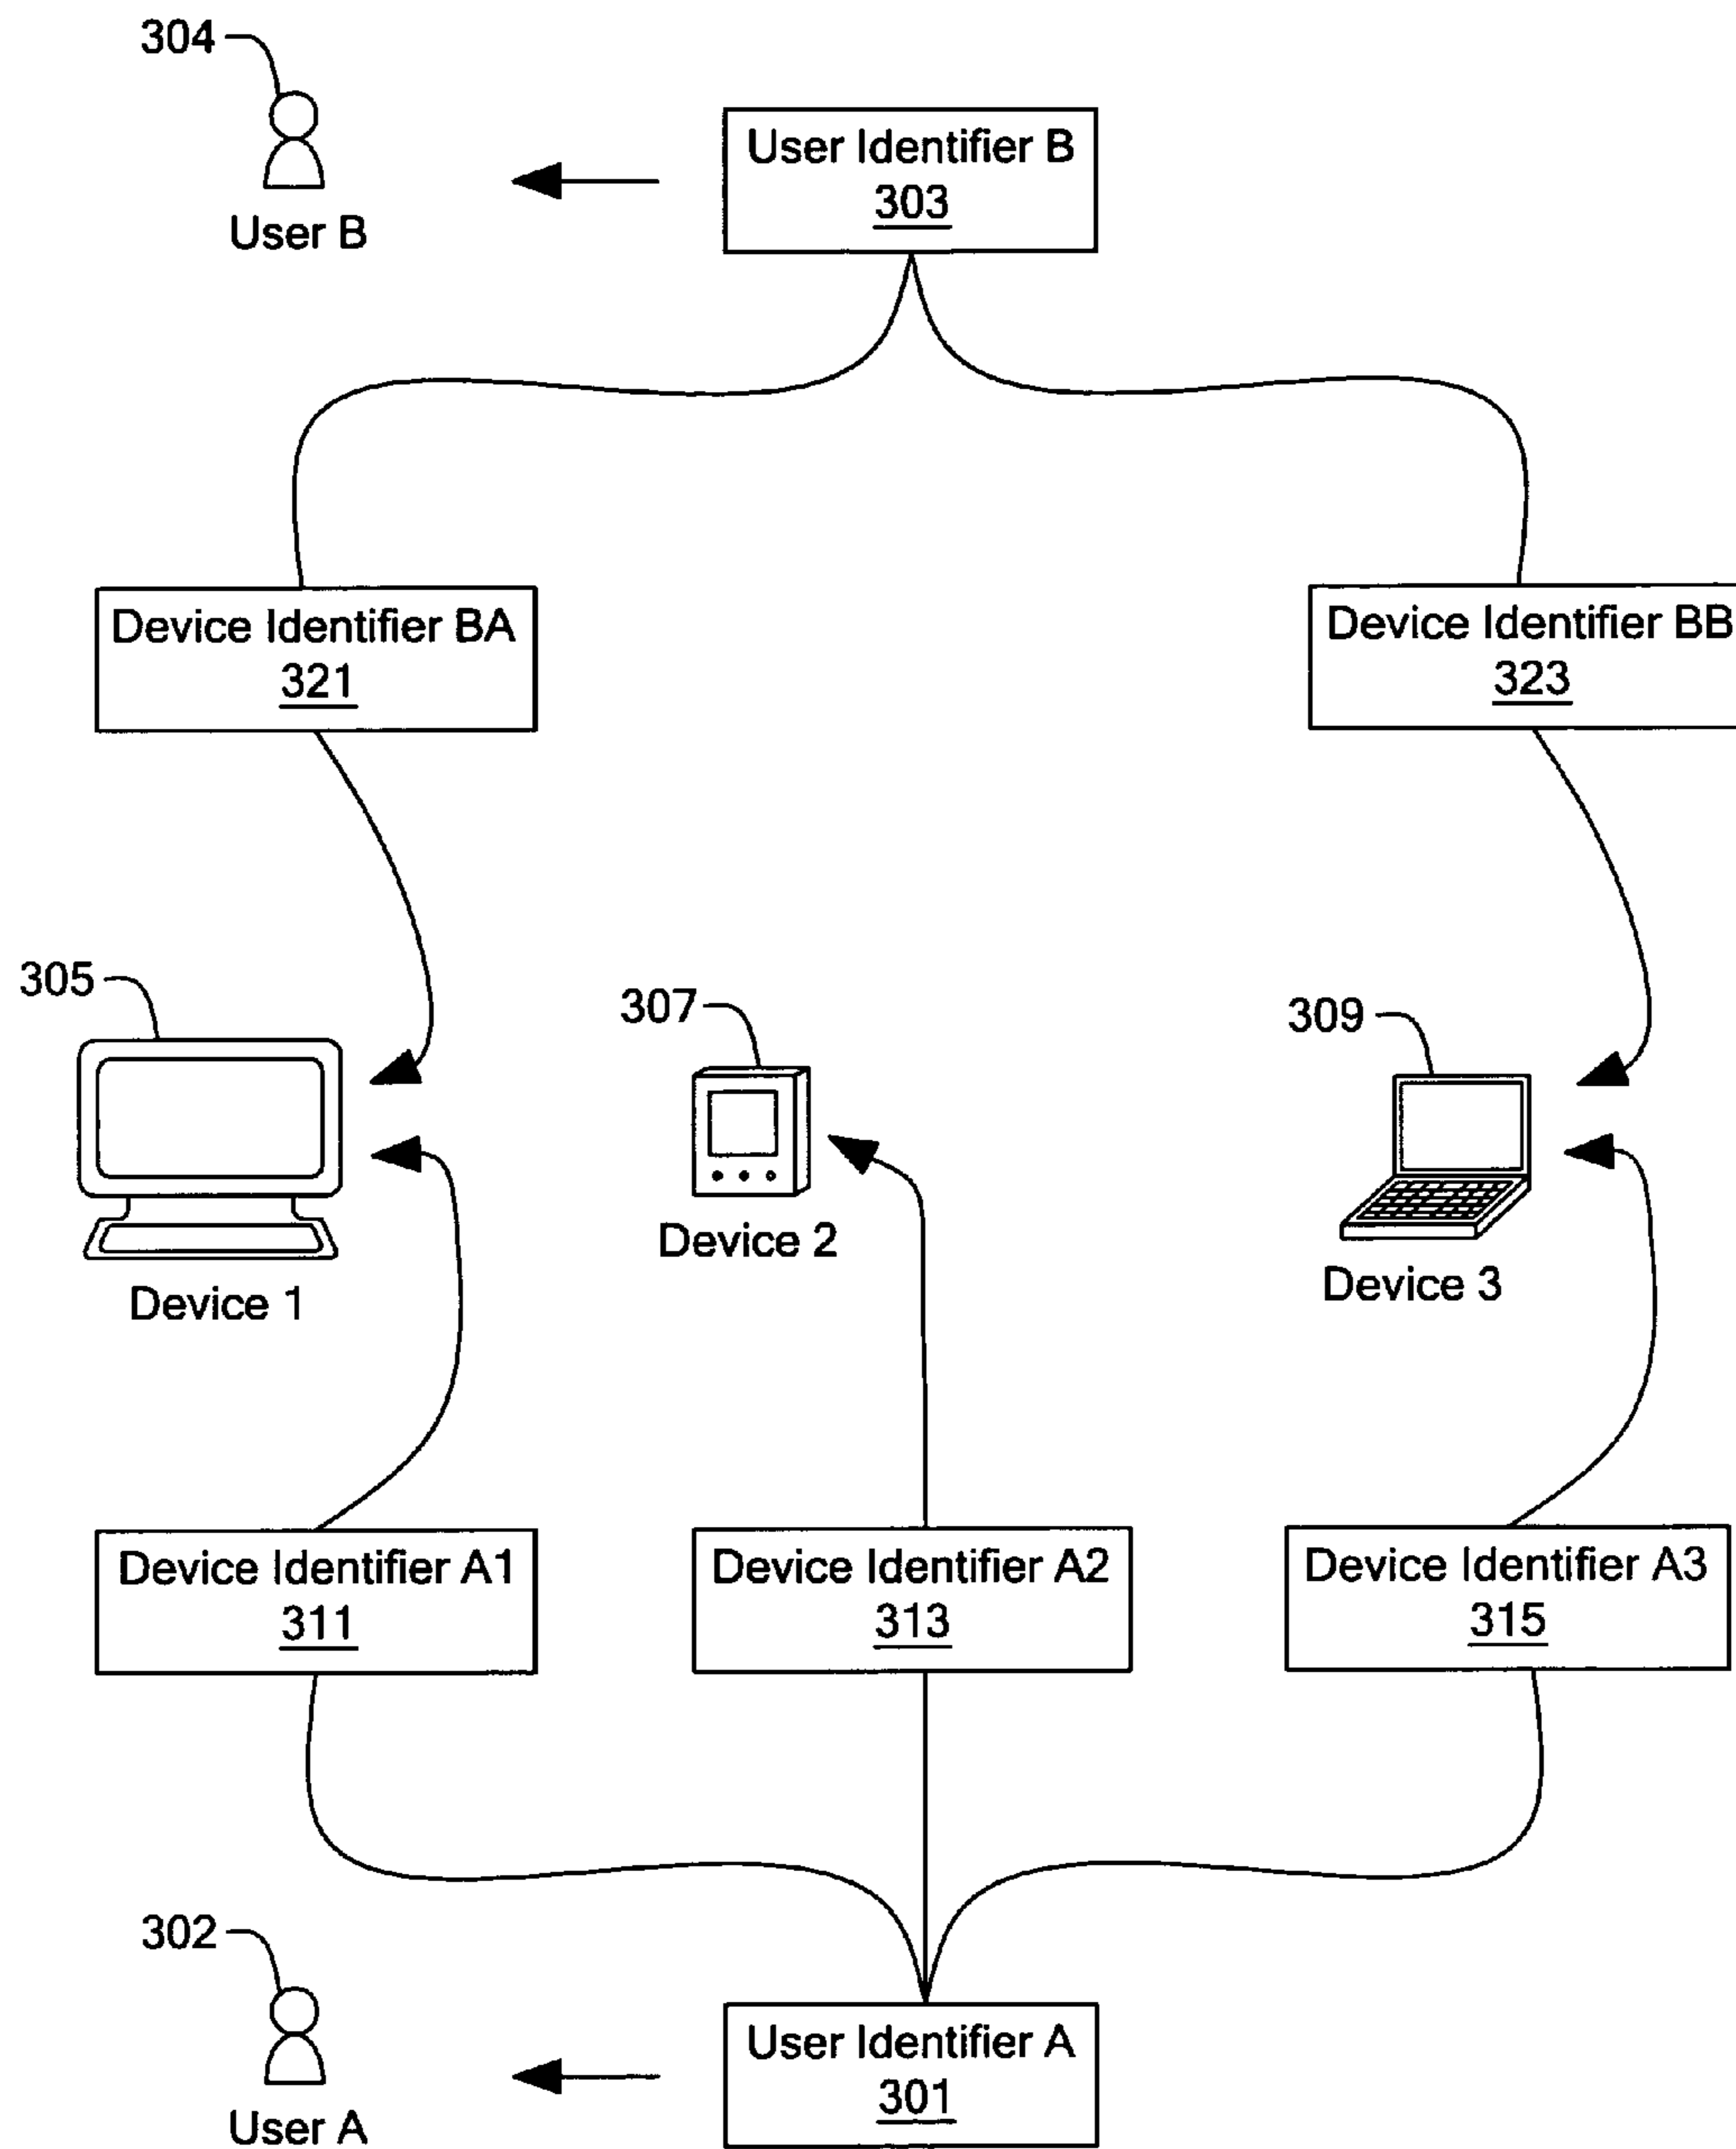 304
User Identifier B
303
User B
Device Identifier BA
321
Device Identifier BB
323
305
307
309
Device 1
Device 2
Device 3
Device Identifier A1
311
Device Identifier A2
313
Device Identifier A3
315
302
User Identifier A
301
User A